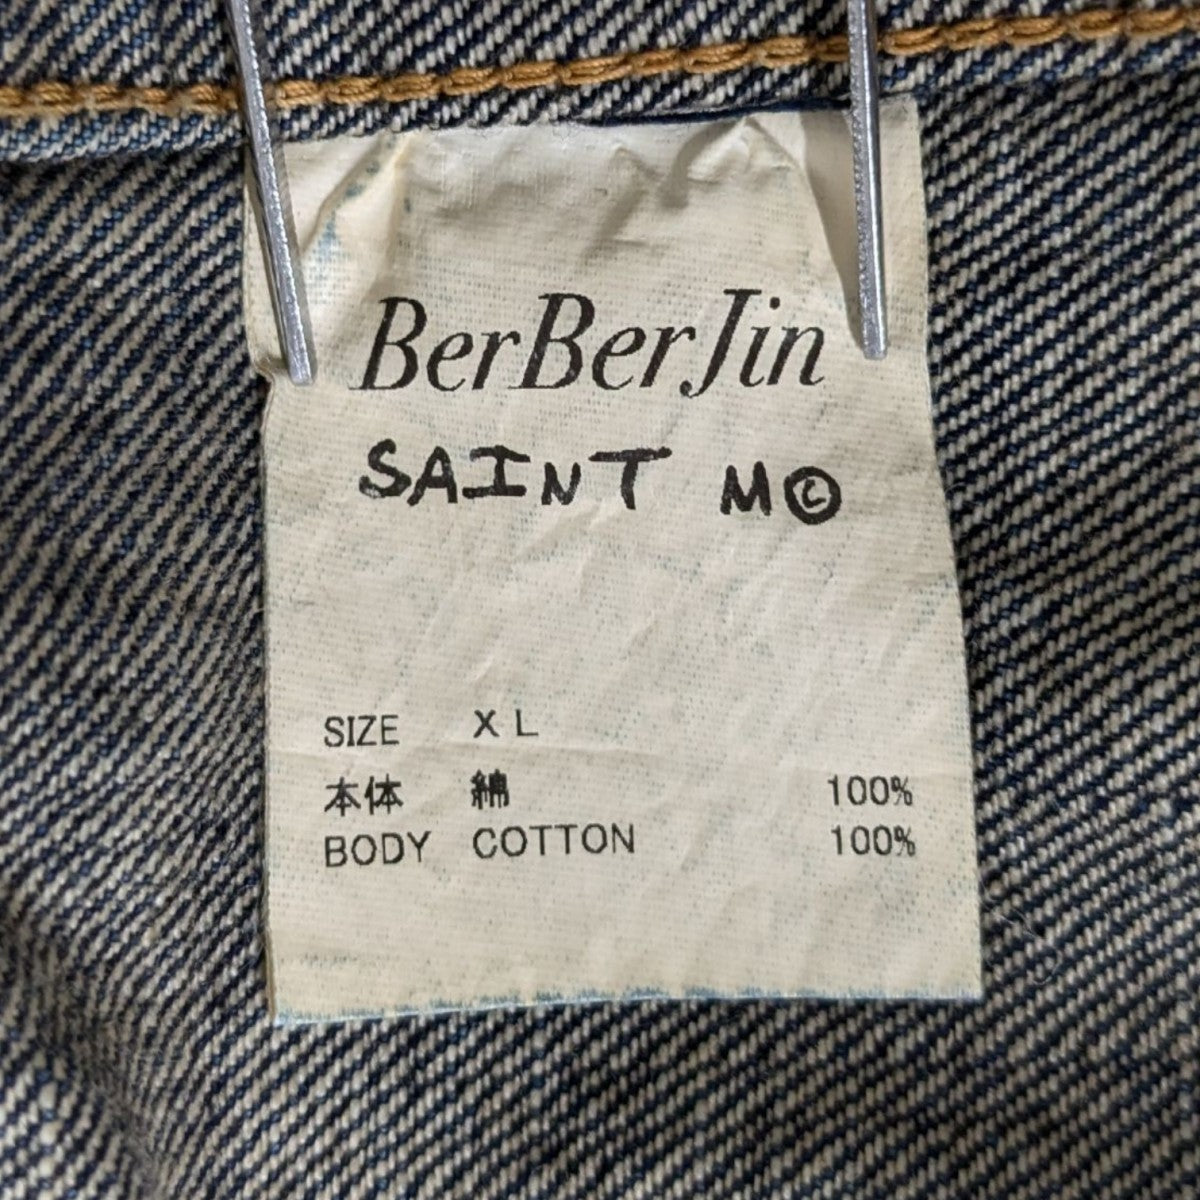 BerBerJin
SAINT M©
SIZE XL
本体 綿 100%
BODY COTTON 100%